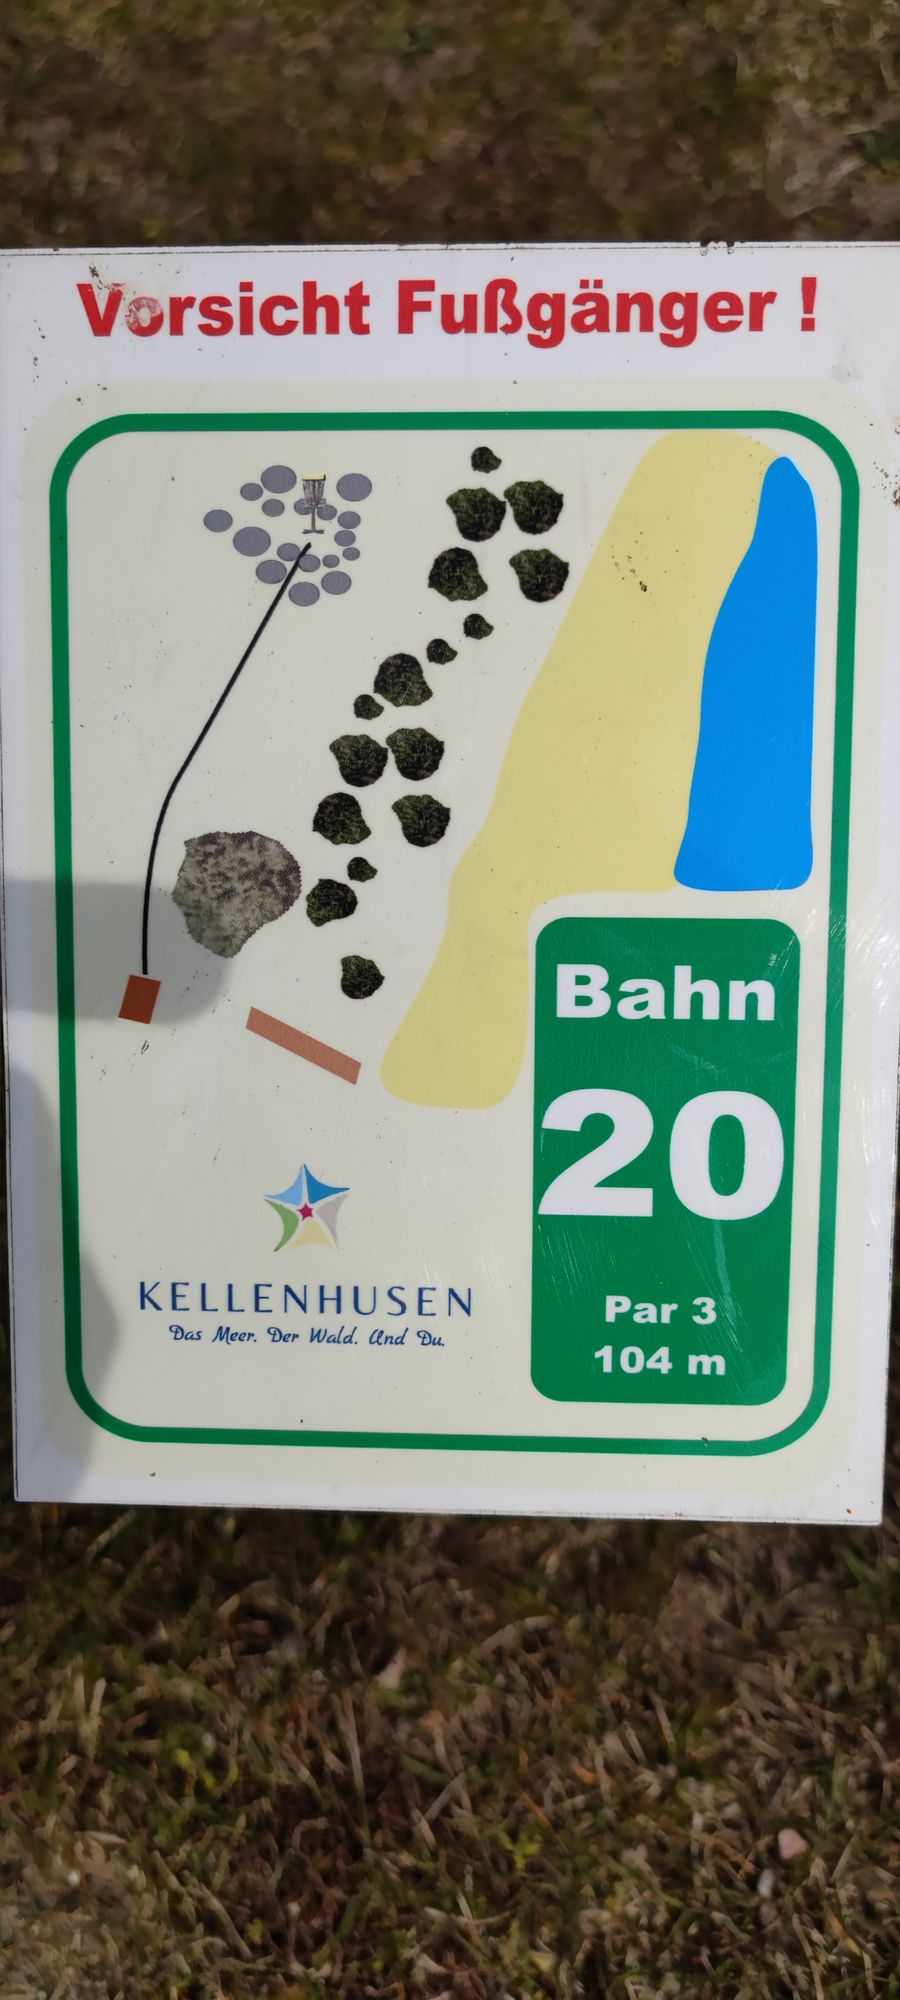 Vorsicht Fußgänger !
Bahn
20
Par 3
104 m
KELLENHUSEN
Das Meer. Der Wald. Und Du.